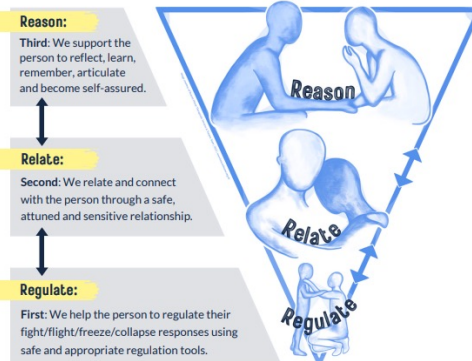 Reason:
Third: We support the
person to reflect, learn,
remember, articulate
and become self-assured.
Reason
Relate:
Second: We relate and connect
with the person through a safe,
attuned and sensitive relationship.
Relate
Regulate:
First: We help the person to regulate their
fight/flight/freeze/collapse responses using
safe and appropriate regulation tools.
Regulate